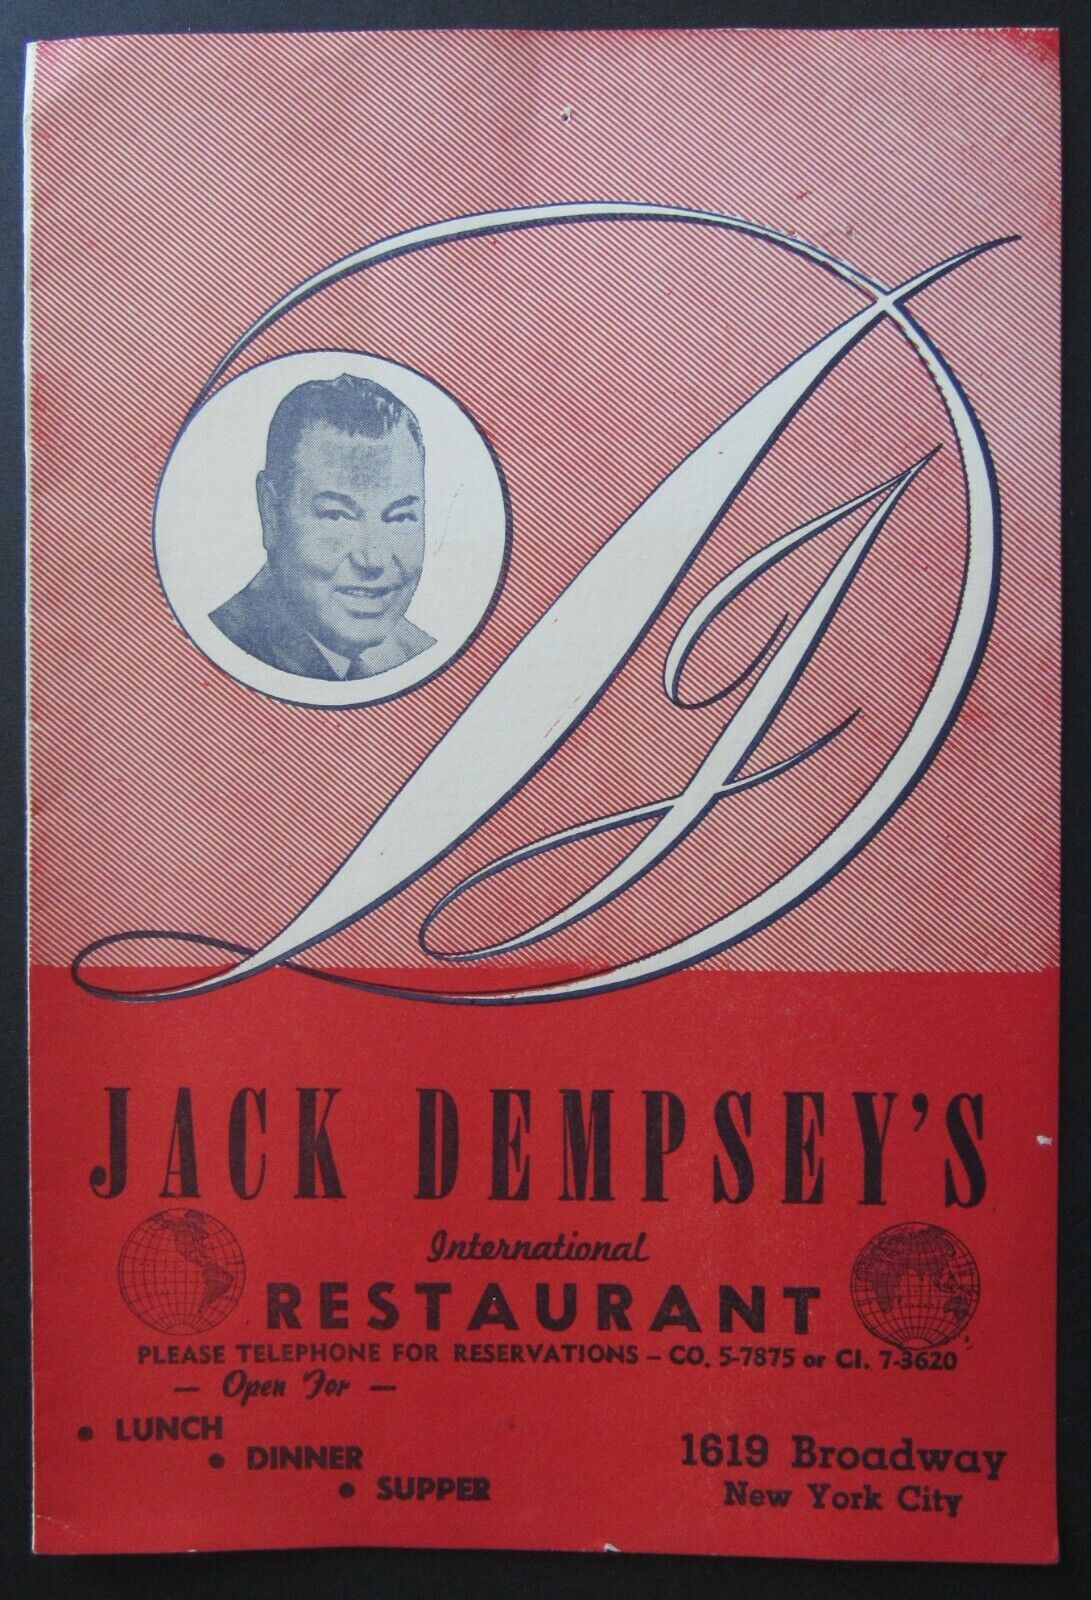 JD
JACK DEMPSEY'S
International
RESTAURANT
PLEASE TELEPHONE FOR RESERVATIONS – CO. 5-7875 or CI. 7-3620
— Open For —
• LUNCH
• DINNER
• SUPPER
1619 Broadway
New York City